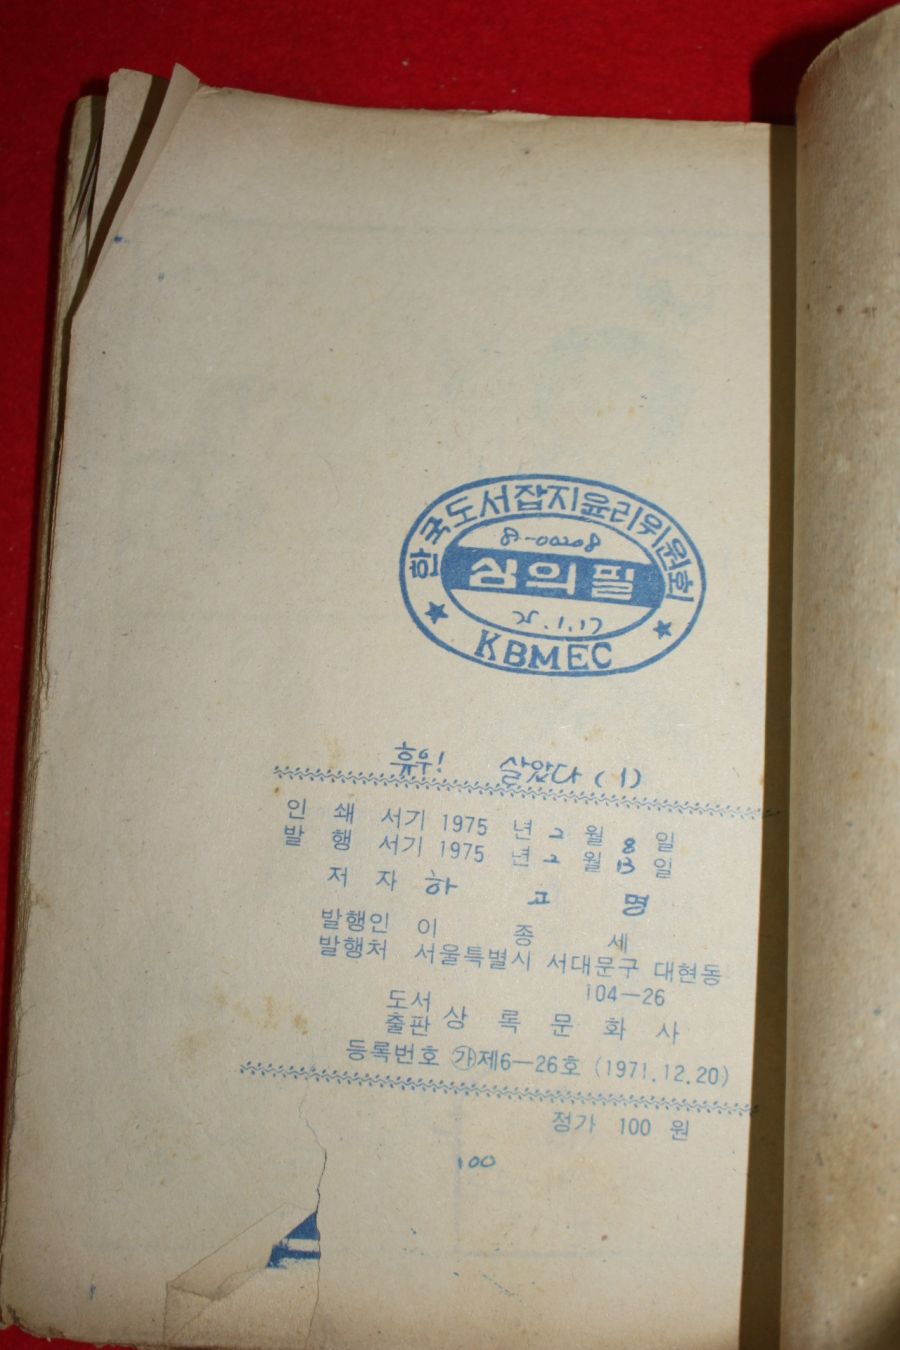 한국도서잡지윤리위원회
심의필
KBMEC
휴우! 살았다 (1)
인 쇄 서기 1975 년 2 월 8 일
발 행 서기 1975 년 2 월 13 일
저 자 하 고 명
발행인 이 종 세
발행처 서울특별시 서대문구 대현동
104-26
도서
출판 상 록 문 화 사
등록번호 ㉮제6-26호 (1971.12.20)
정가 100 원
100